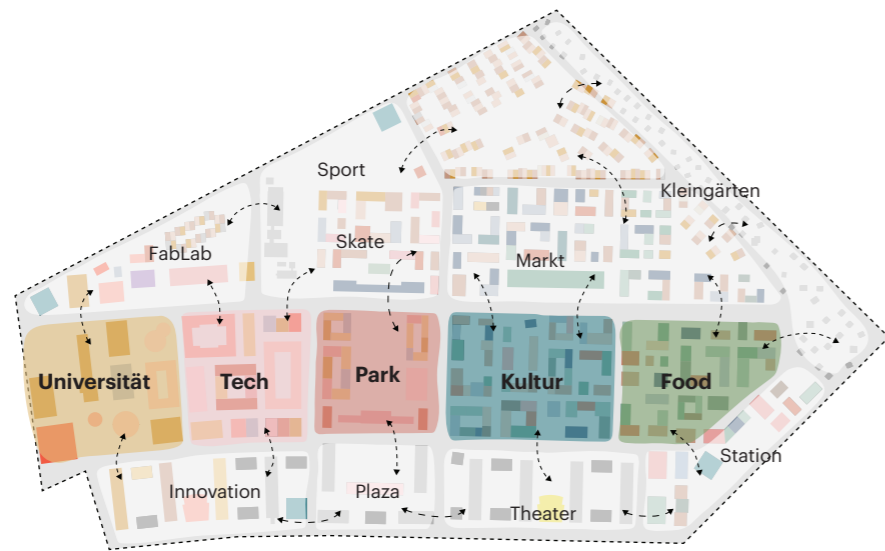 Sport
Kleingärten
Skate
FabLab
Markt
Universität
Tech
Park
Kultur
Food
Station
Innovation
Plaza
Theater